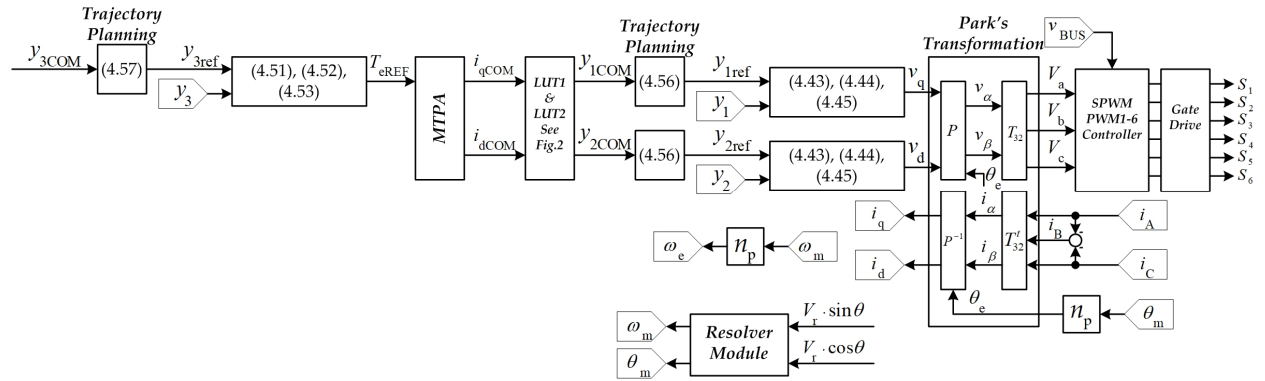 Trajectory
Planning
y3COM
(4.57)
y3ref
y3
(4.51), (4.52),
(4.53)
TeREF
MTPA
iqCOM
idCOM
LUT1
&
LUT2
See
Fig.2
y1COM
y2COM
Trajectory
Planning
(4.56)
(4.56)
y1ref
y1
y2ref
y2
(4.43), (4.44),
(4.45)
(4.43), (4.44),
(4.45)
vq
vd
Park's
Transformation
P
vα
vβ
θe
T32
Va
Vb
Vc
vBUS
SPWM
PWM1-6
Controller
Gate
Drive
S1
S2
S3
S4
S5
S6
iq
id
P⁻¹
iα
iβ
T32^t
iB
-
-
iA
iC
ωe
np
ωm
θe
np
θm
ωm
θm
Resolver
Module
Vr · sinθ
Vr · cosθ